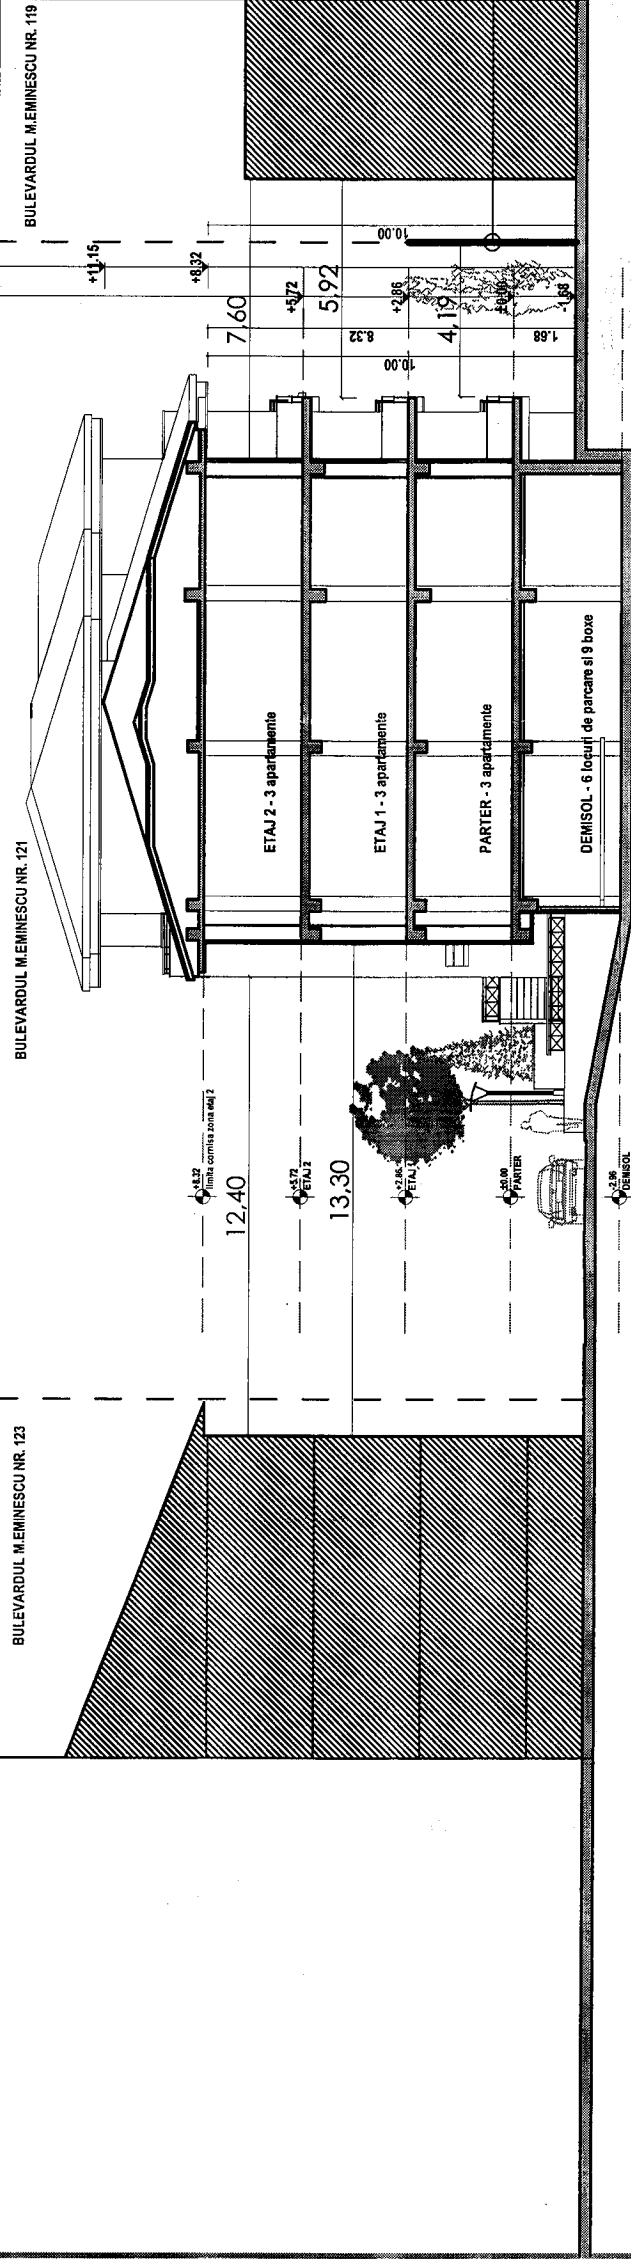 BULEVARDUL M.EMINESCU NR. 123
BULEVARDUL M.EMINESCU NR. 121
BULEVARDUL M.EMINESCU NR. 119
+8.32
limita cornisa zona etaj 2
+5.72
ETAJ 2
+2.86
ETAJ 1
±0.00
PARTER
-2.96
DEMISOL
12,40
13,30
ETAJ 2 - 3 apartamente
ETAJ 1 - 3 apartamente
PARTER - 3 apartamente
DEMISOL - 6 locuri de parcare si 9 boxe
+11.15
+8.32
+5.72
+2.86
±0.00
-1.68
7,60
5,92
4,19
8.32
1.68
10.00
10.00